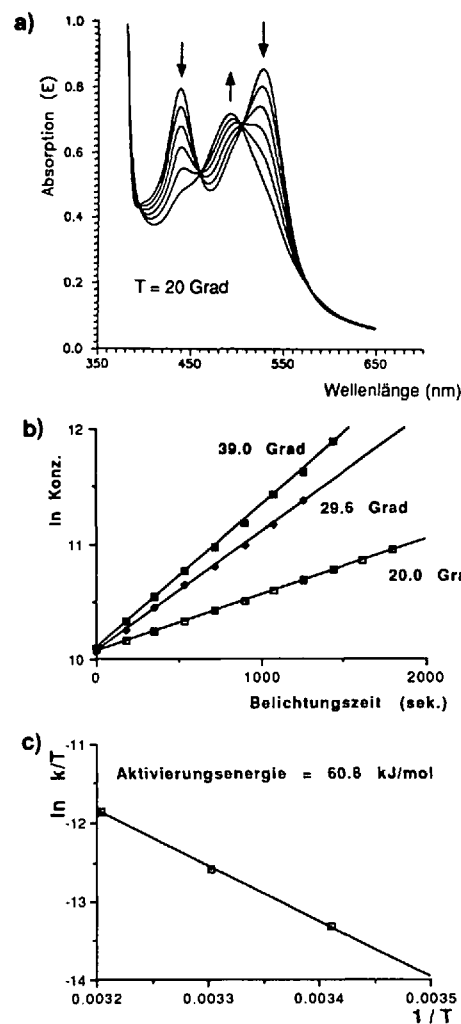 a)
1.0
0.8
0.6
0.4
0.2
0.0
Absorption (E)
T = 20 Grad
350 450 550 650
Wellenlänge (nm)
b)
12
11
10
ln Konz.
39.0 Grad
29.6 Grad
20.0 Gra
0 1000 2000
Belichtungszeit (sek.)
c)
-11
-12
-13
-14
ln k/T
Aktivierungsenergie = 60.8 kJ/mol
0.0032 0.0033 0.0034 0.0035
1/T